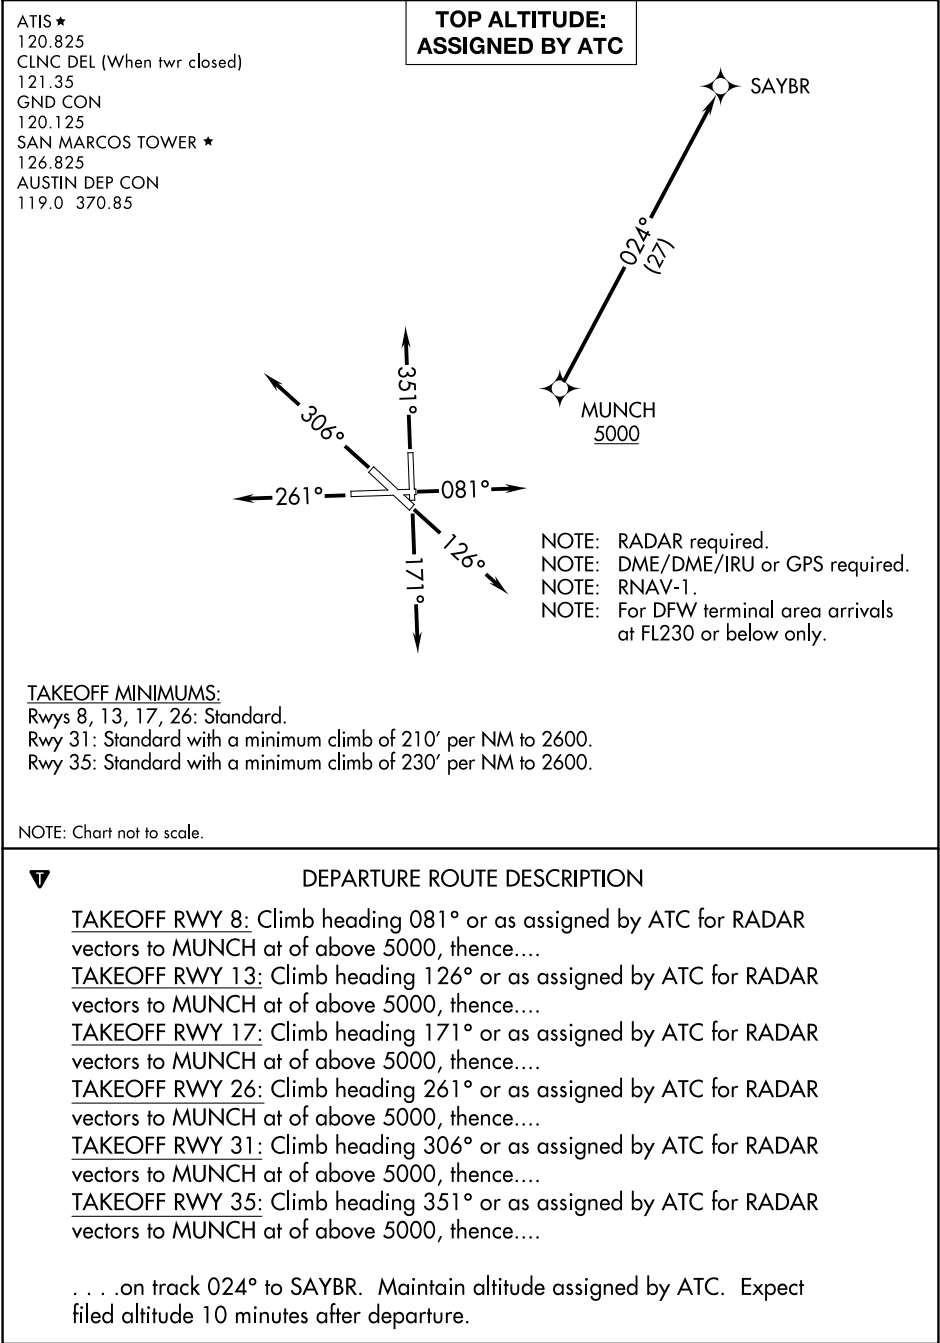 ATIS ★
120.825
CLNC DEL (When twr closed)
121.35
GND CON
120.125
SAN MARCOS TOWER ★
126.825
AUSTIN DEP CON
119.0 370.85
TOP ALTITUDE:
ASSIGNED BY ATC
SAYBR
024°
(27)
MUNCH
5000
351°
306°
261°
081°
126°
171°
NOTE: RADAR required.
NOTE: DME/DME/IRU or GPS required.
NOTE: RNAV-1.
NOTE: For DFW terminal area arrivals
at FL230 or below only.
TAKEOFF MINIMUMS:
Rwys 8, 13, 17, 26: Standard.
Rwy 31: Standard with a minimum climb of 210' per NM to 2600.
Rwy 35: Standard with a minimum climb of 230' per NM to 2600.
NOTE: Chart not to scale.
T
DEPARTURE ROUTE DESCRIPTION
TAKEOFF RWY 8: Climb heading 081° or as assigned by ATC for RADAR
vectors to MUNCH at of above 5000, thence....
TAKEOFF RWY 13: Climb heading 126° or as assigned by ATC for RADAR
vectors to MUNCH at of above 5000, thence....
TAKEOFF RWY 17: Climb heading 171° or as assigned by ATC for RADAR
vectors to MUNCH at of above 5000, thence....
TAKEOFF RWY 26: Climb heading 261° or as assigned by ATC for RADAR
vectors to MUNCH at of above 5000, thence....
TAKEOFF RWY 31: Climb heading 306° or as assigned by ATC for RADAR
vectors to MUNCH at of above 5000, thence....
TAKEOFF RWY 35: Climb heading 351° or as assigned by ATC for RADAR
vectors to MUNCH at of above 5000, thence....
. . . .on track 024° to SAYBR. Maintain altitude assigned by ATC. Expect
filed altitude 10 minutes after departure.